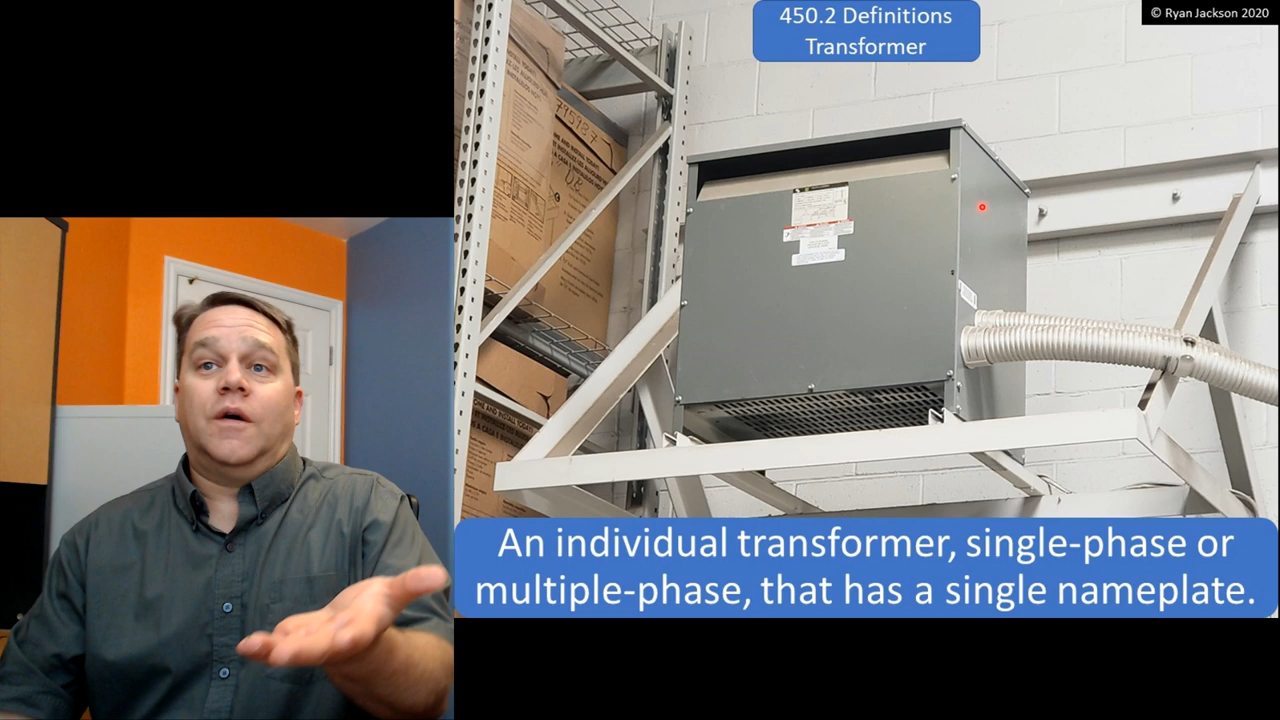 450.2 Definitions
Transformer
© Ryan Jackson 2020
795937
An individual transformer, single-phase or
multiple-phase, that has a single nameplate.